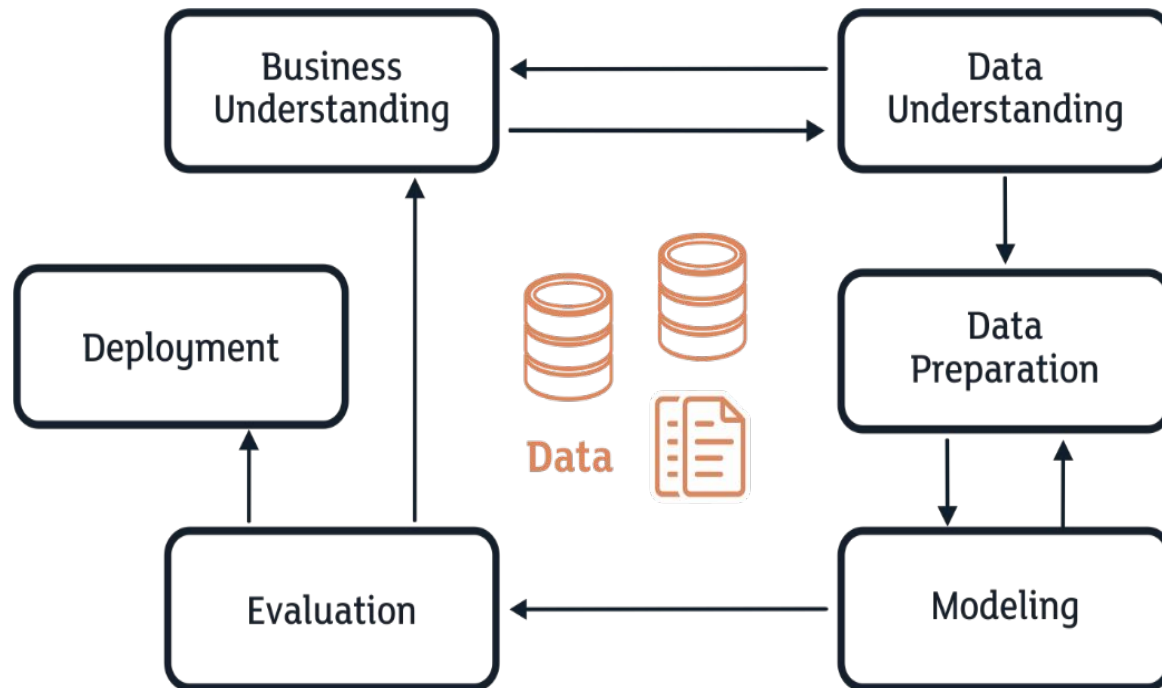 Business
Understanding
Data
Understanding
Deployment
Data
Preparation
Data
Evaluation
Modeling